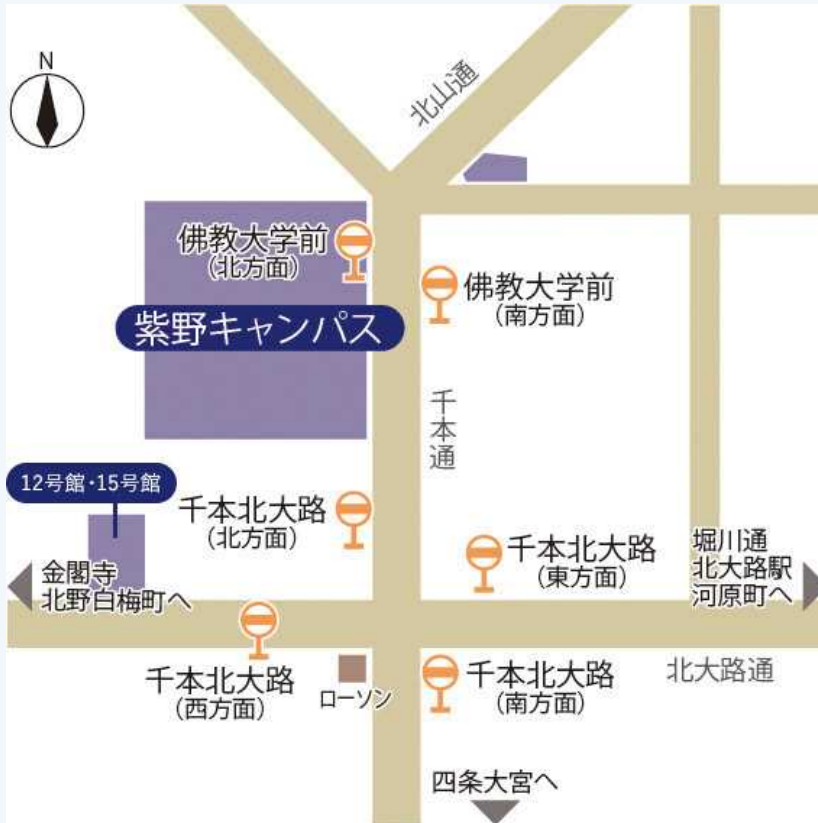 N
北山通
佛教大学前
(北方面)
佛教大学前
(南方面)
紫野キャンパス
千本通
12号館・15号館
千本北大路
(北方面)
千本北大路
(東方面)
堀川通
北大路駅
河原町へ
金閣寺
北野白梅町へ
千本北大路
(西方面)
ローソン
千本北大路
(南方面)
北大路通
四条大宮へ